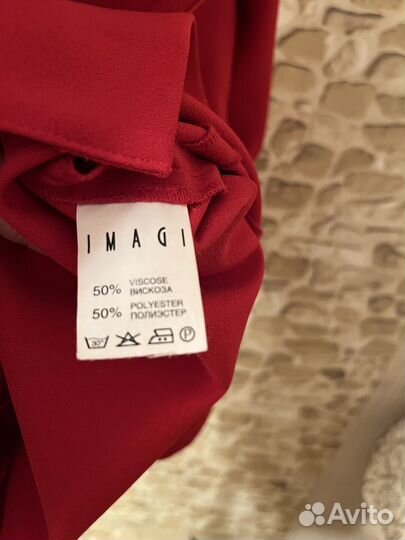 IMAGI
50% VISCOSE
ВИСКОЗА
50% POLYESTER
ПОЛИЭСТЕР
30° P
Avito